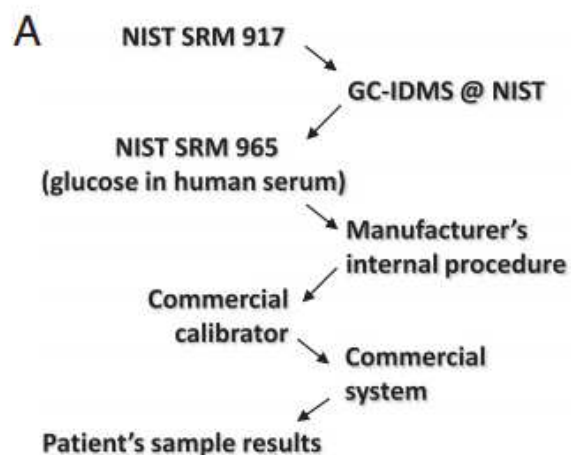 A
NIST SRM 917
GC-IDMS @ NIST
NIST SRM 965
(glucose in human serum)
Manufacturer's
internal procedure
Commercial
calibrator
Commercial
system
Patient's sample results